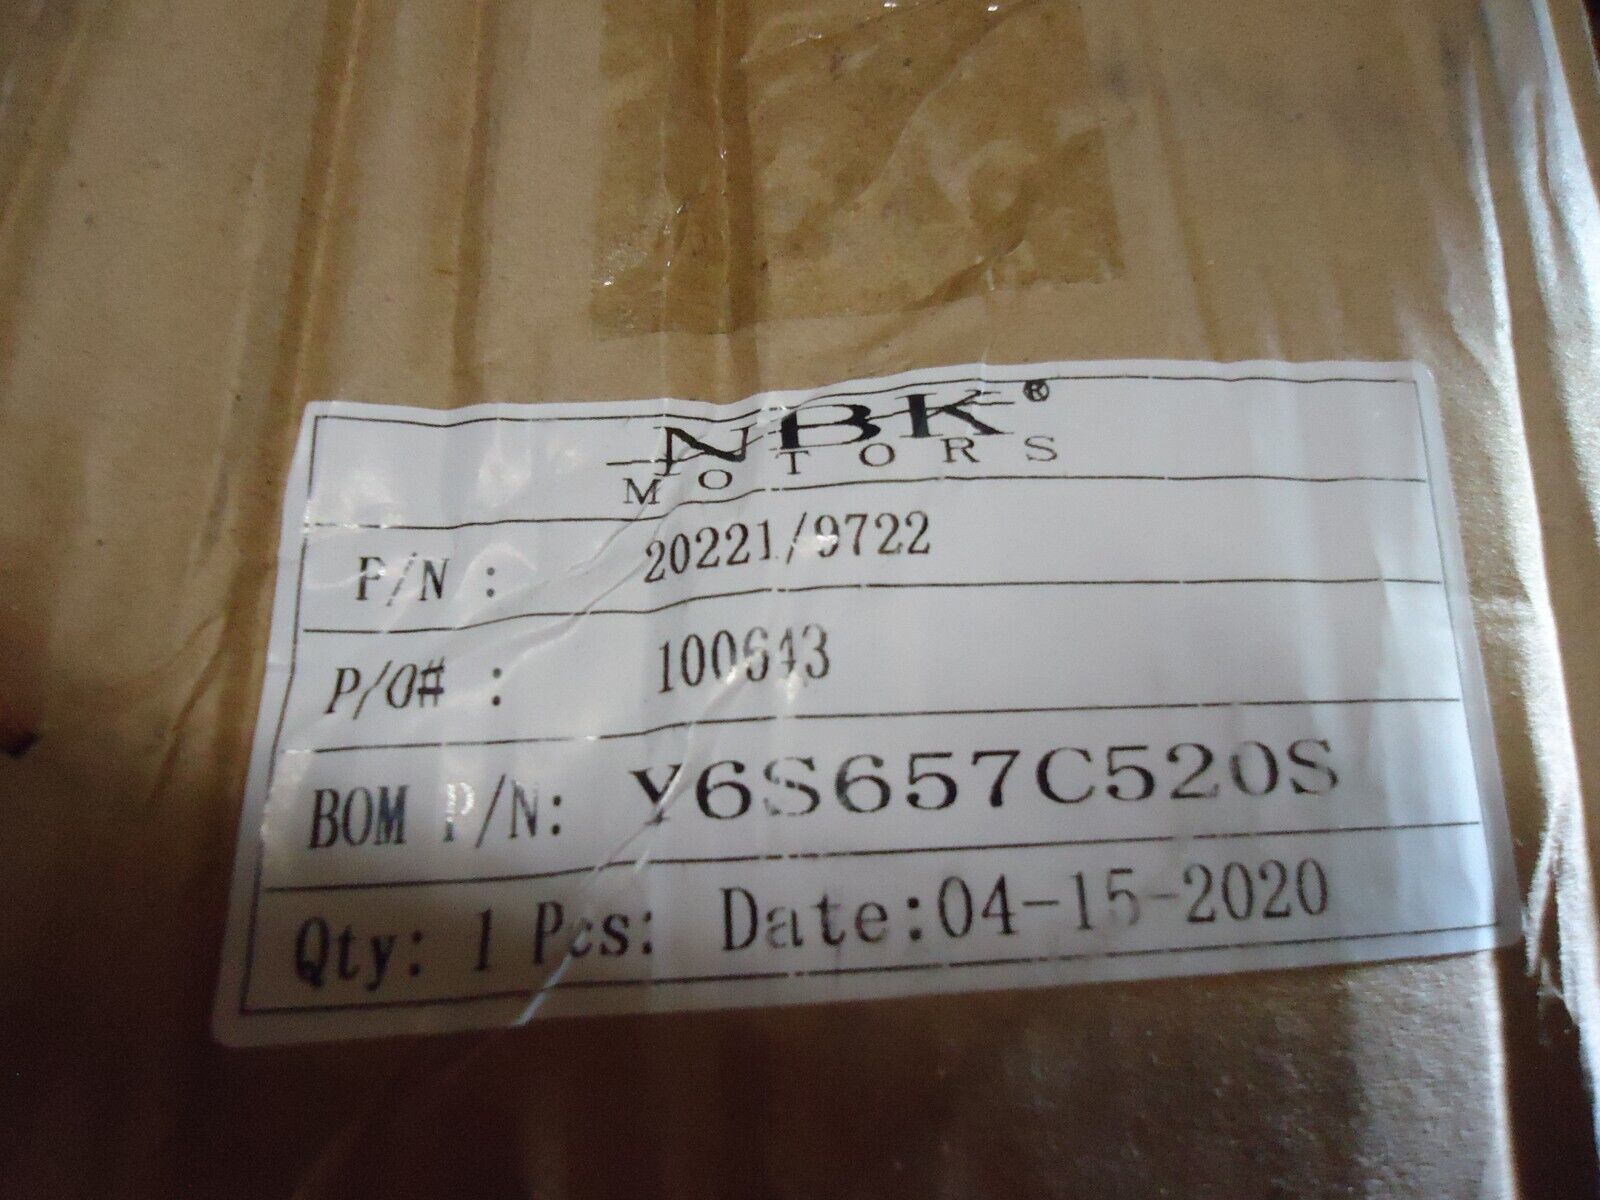 NBK®
MOTORS
P/N : 20221/9722
P/O# : 100643
BOM P/N: Y6S657C520S
Qty: 1 Pcs: Date:04-15-2020